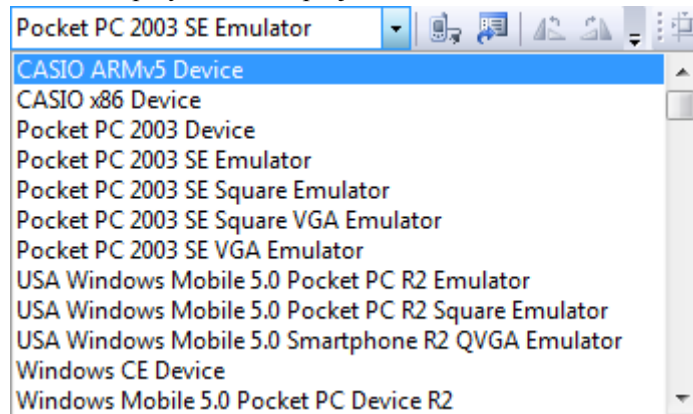 Pocket PC 2003 SE Emulator
CASIO ARMv5 Device
CASIO x86 Device
Pocket PC 2003 Device
Pocket PC 2003 SE Emulator
Pocket PC 2003 SE Square Emulator
Pocket PC 2003 SE Square VGA Emulator
Pocket PC 2003 SE VGA Emulator
USA Windows Mobile 5.0 Pocket PC R2 Emulator
USA Windows Mobile 5.0 Pocket PC R2 Square Emulator
USA Windows Mobile 5.0 Smartphone R2 QVGA Emulator
Windows CE Device
Windows Mobile 5.0 Pocket PC Device R2